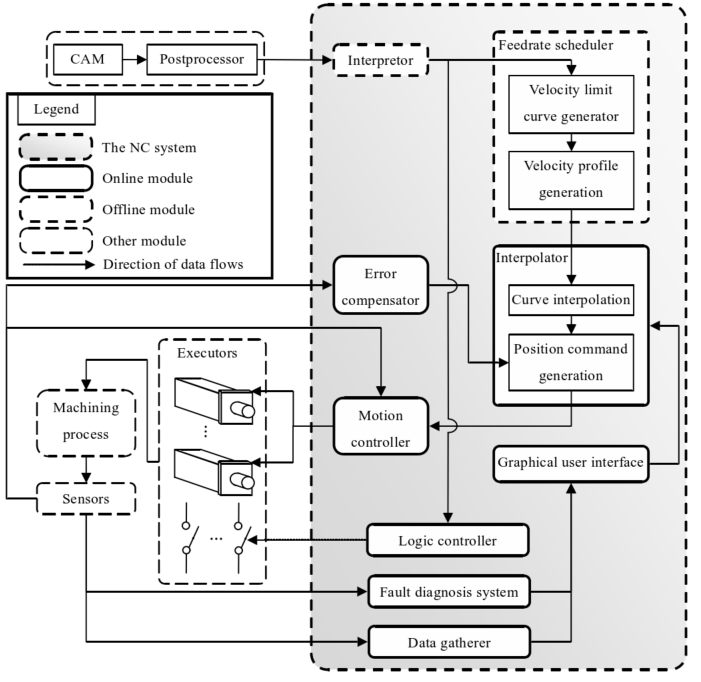 CAM
Postprocessor
Interpretor
Feedrate scheduler
Velocity limit
curve generator
Velocity profile
generation
Legend
The NC system
Online module
Offline module
Other module
Direction of data flows
Interpolator
Curve interpolation
Position command
generation
Error
compensator
Executors
...
...
Machining
process
Sensors
Motion
controller
Graphical user interface
Logic controller
Fault diagnosis system
Data gatherer